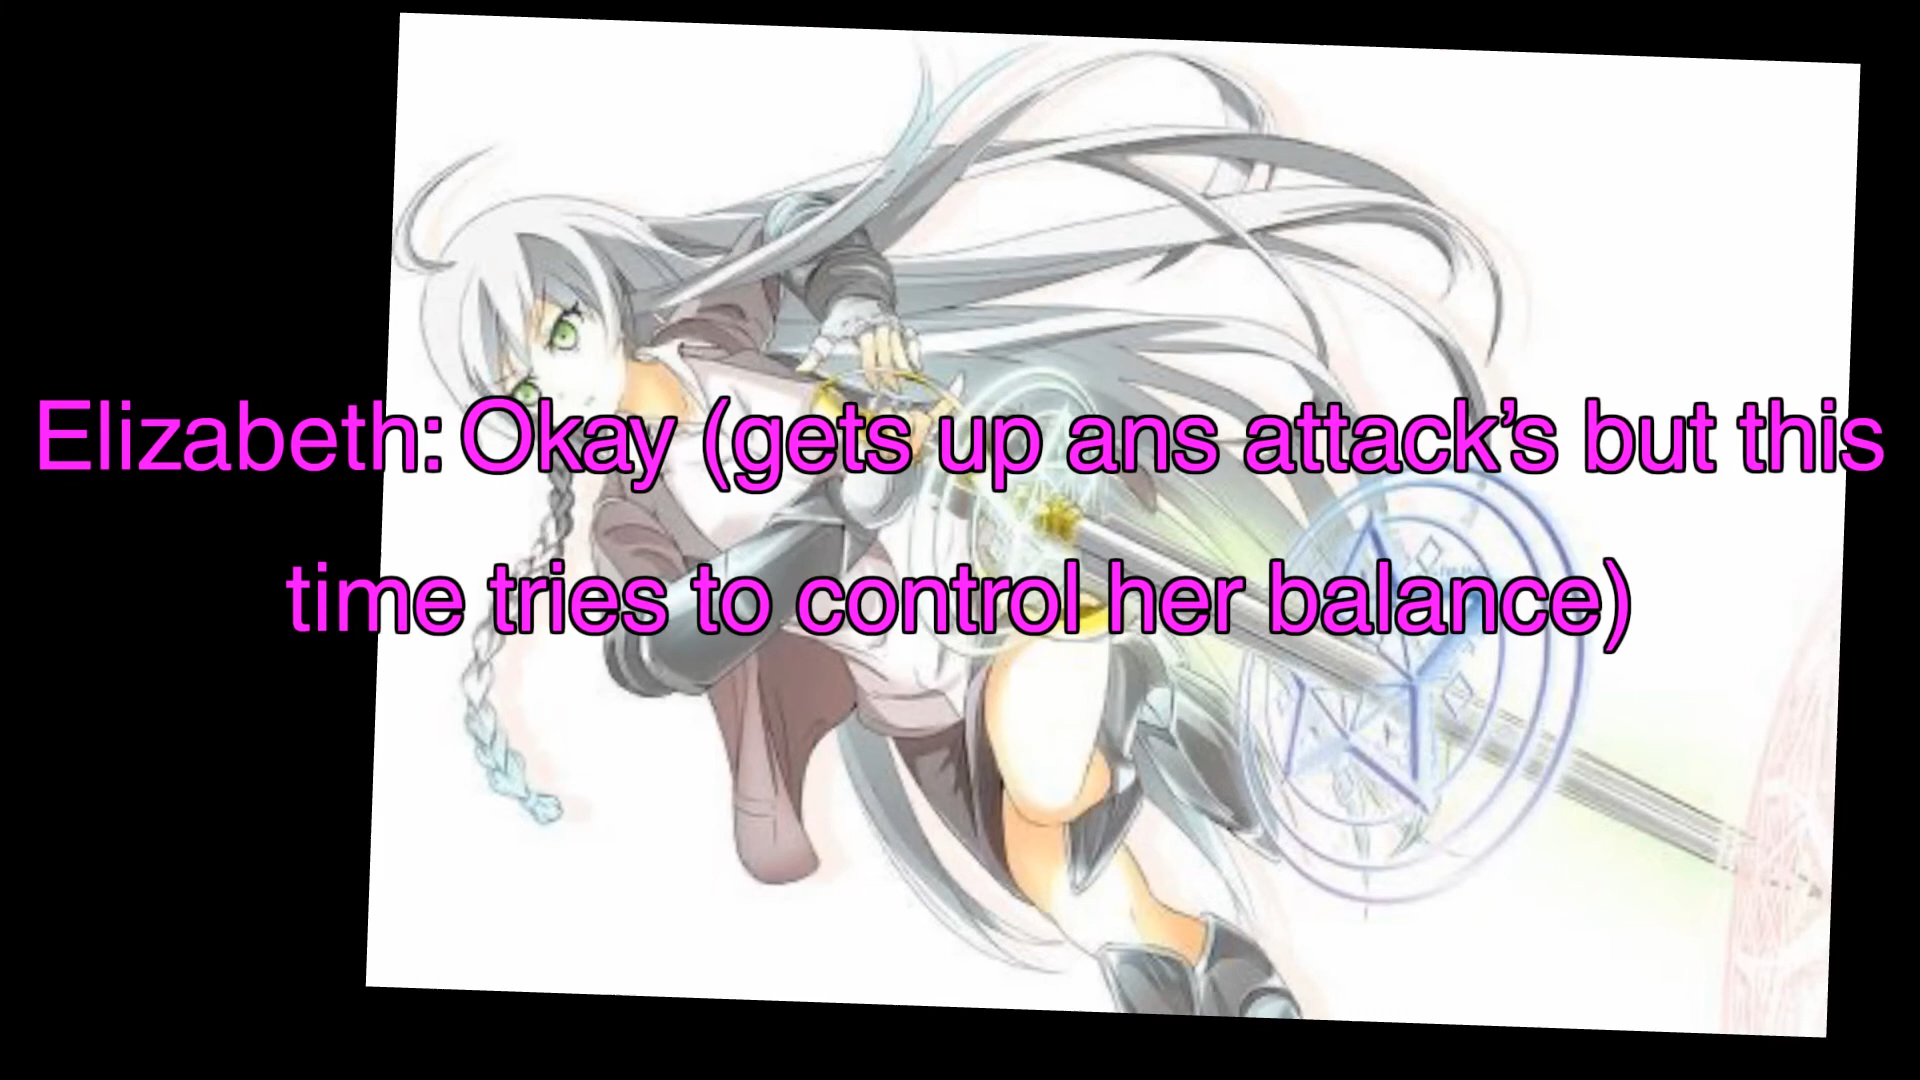 Elizabeth: Okay (gets up ans attack’s but this
time tries to control her balance)